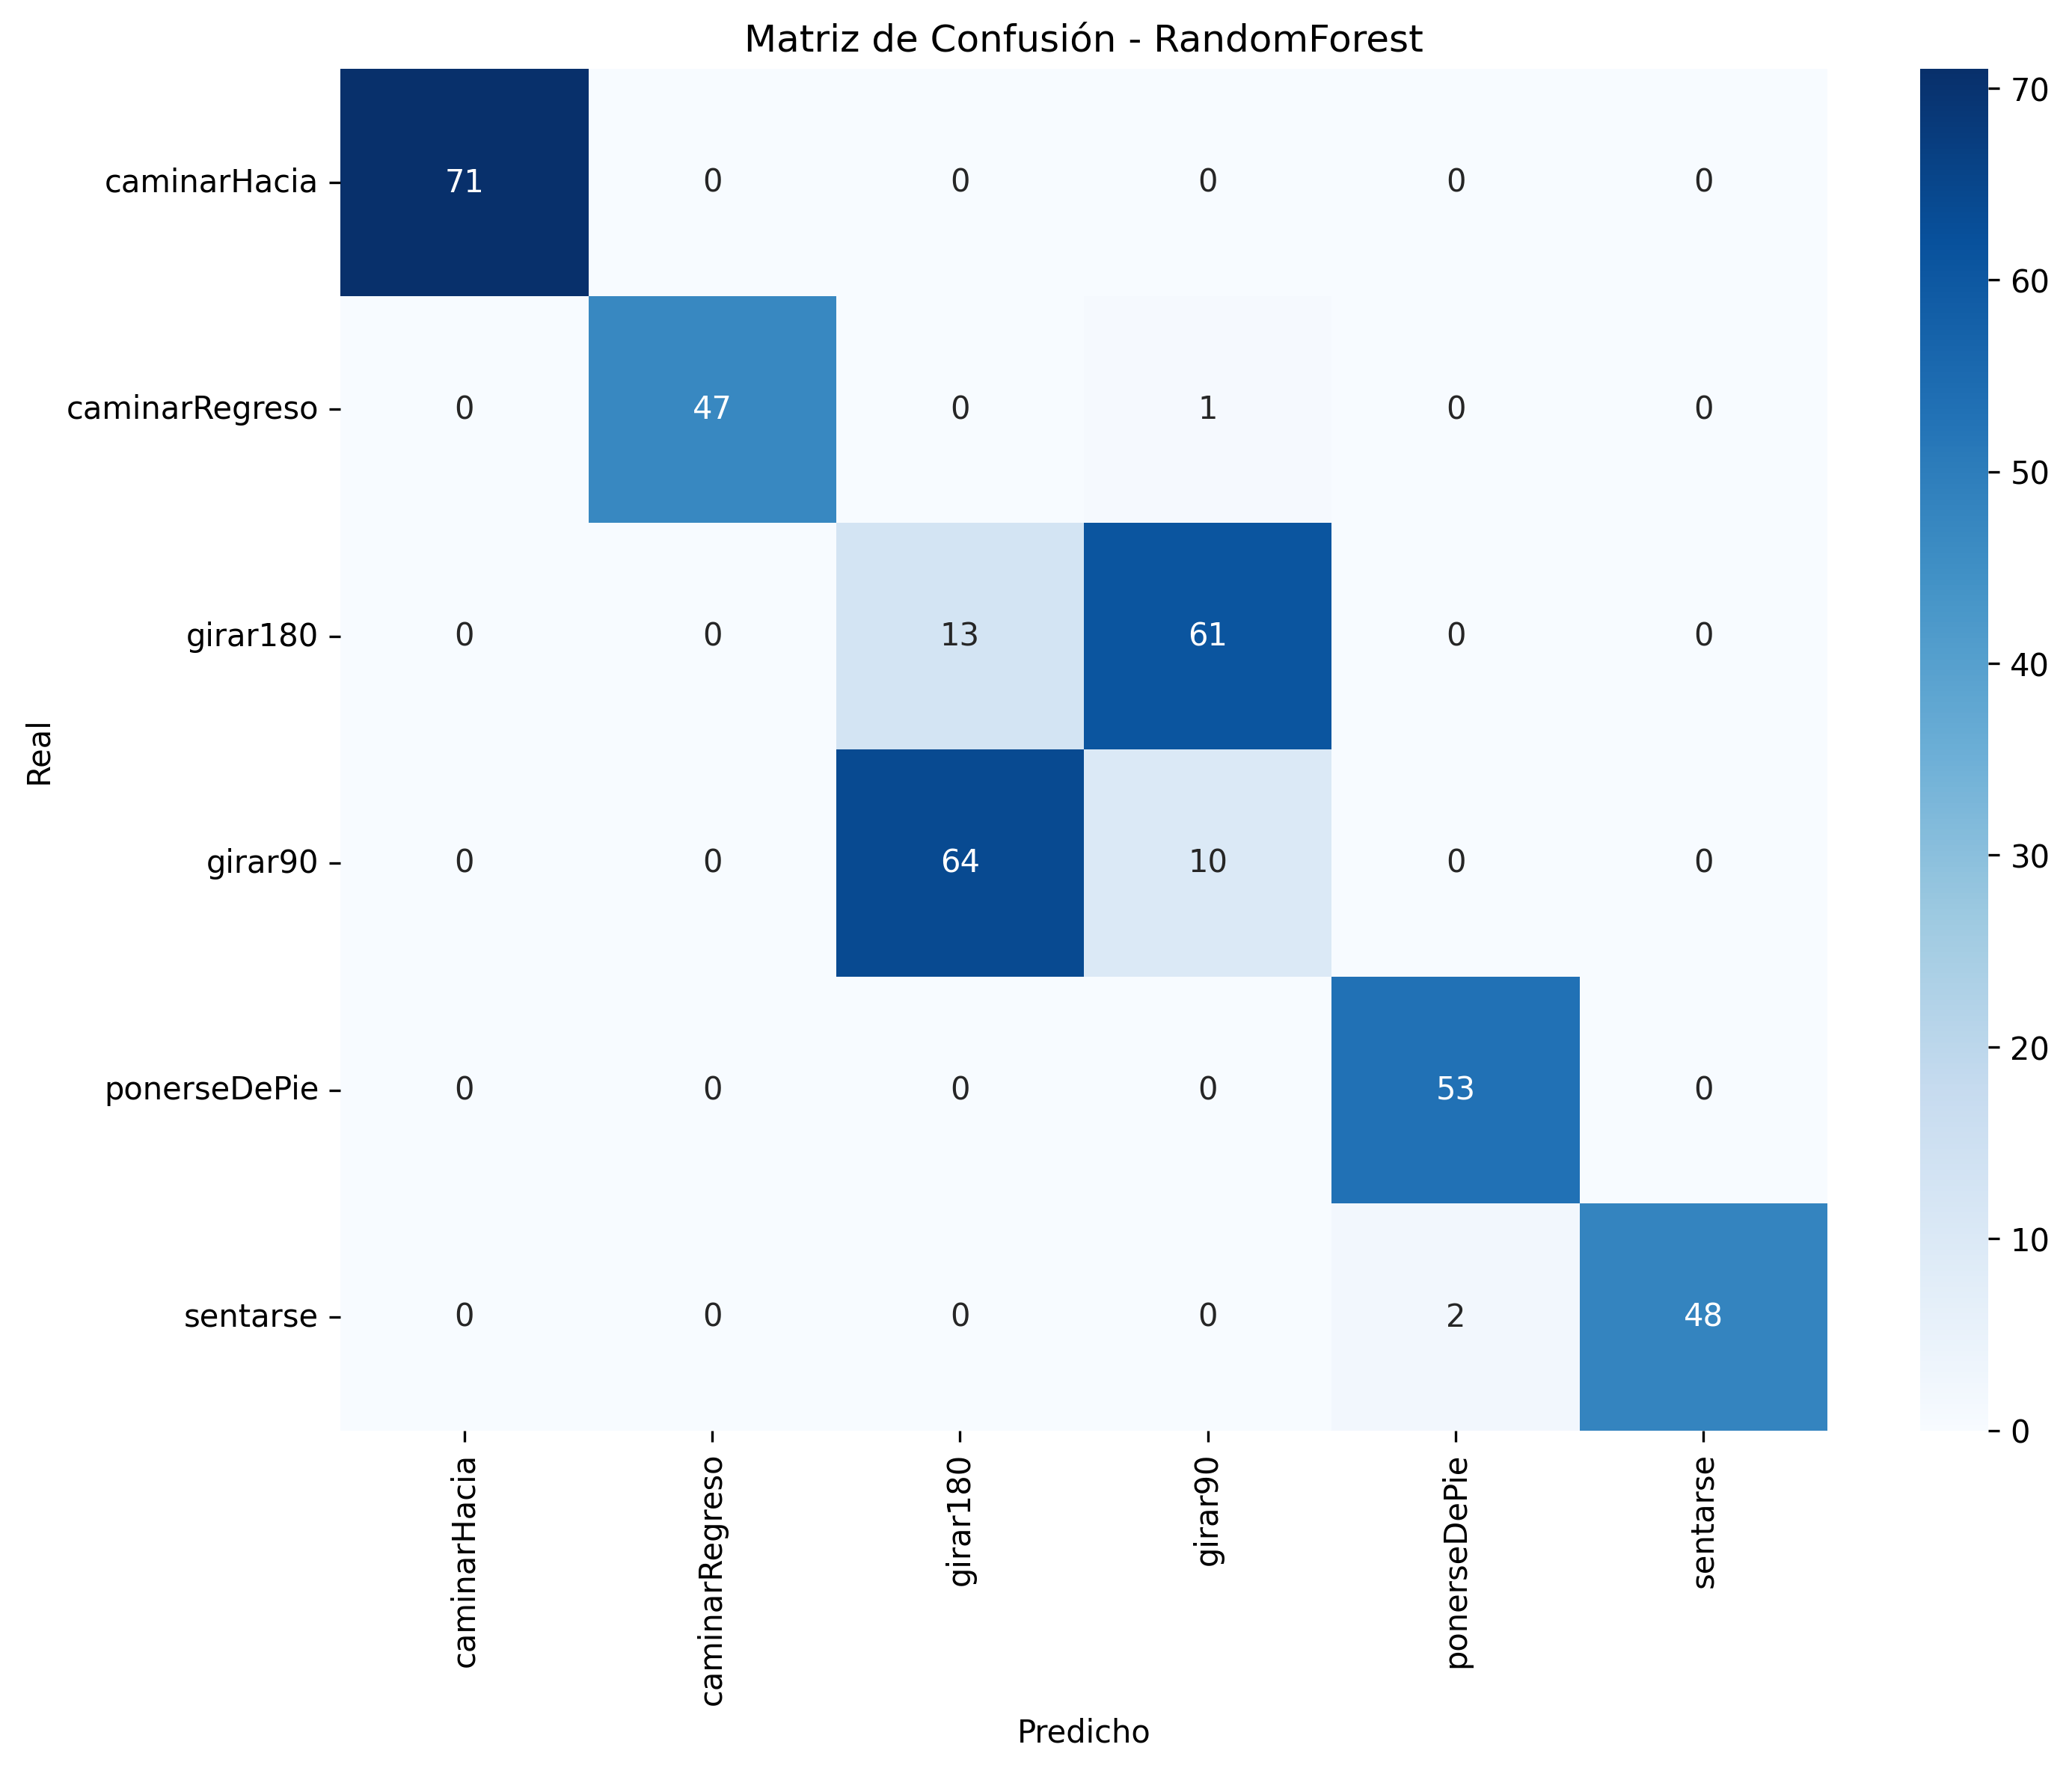 Matriz de Confusión - RandomForest
caminarHacia 71 0 0 0 0 0
caminarRegreso 0 47 0 1 0 0
girar180 0 0 13 61 0 0
girar90 0 0 64 10 0 0
ponerseDePie 0 0 0 0 53 0
sentarse 0 0 0 0 2 48
Real
caminarHacia
caminarRegreso
girar180
girar90
ponerseDePie
sentarse
Predicho
70
60
50
40
30
20
10
0